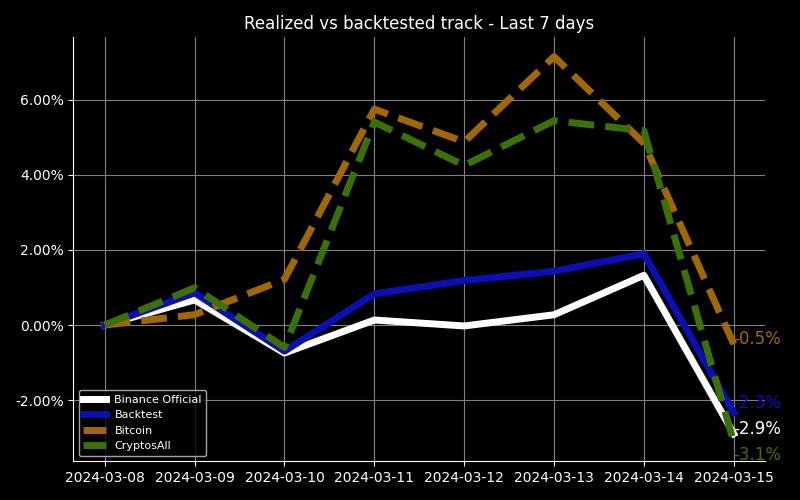 Realized vs backtested track - Last 7 days
6.00%
4.00%
2.00%
0.00%
-2.00%
-0.5%
-2.3%
-2.9%
-3.1%
Binance Official
Backtest
Bitcoin
CryptosAll
2024-03-08 2024-03-09 2024-03-10 2024-03-11 2024-03-12 2024-03-13 2024-03-14 2024-03-15